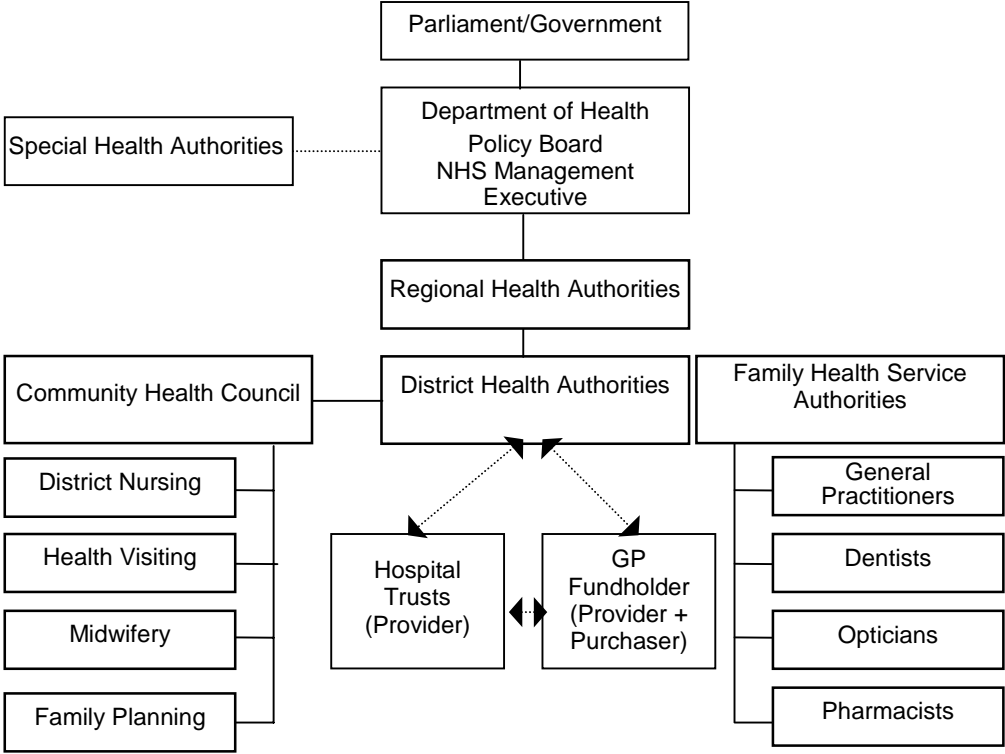 Parliament/Government
Department of Health
Policy Board
NHS Management
Executive
Special Health Authorities
Regional Health Authorities
Community Health Council
District Health Authorities
Family Health Service
Authorities
District Nursing
Health Visiting
Midwifery
Family Planning
Hospital
Trusts
(Provider)
GP
Fundholder
(Provider +
Purchaser)
General
Practitioners
Dentists
Opticians
Pharmacists